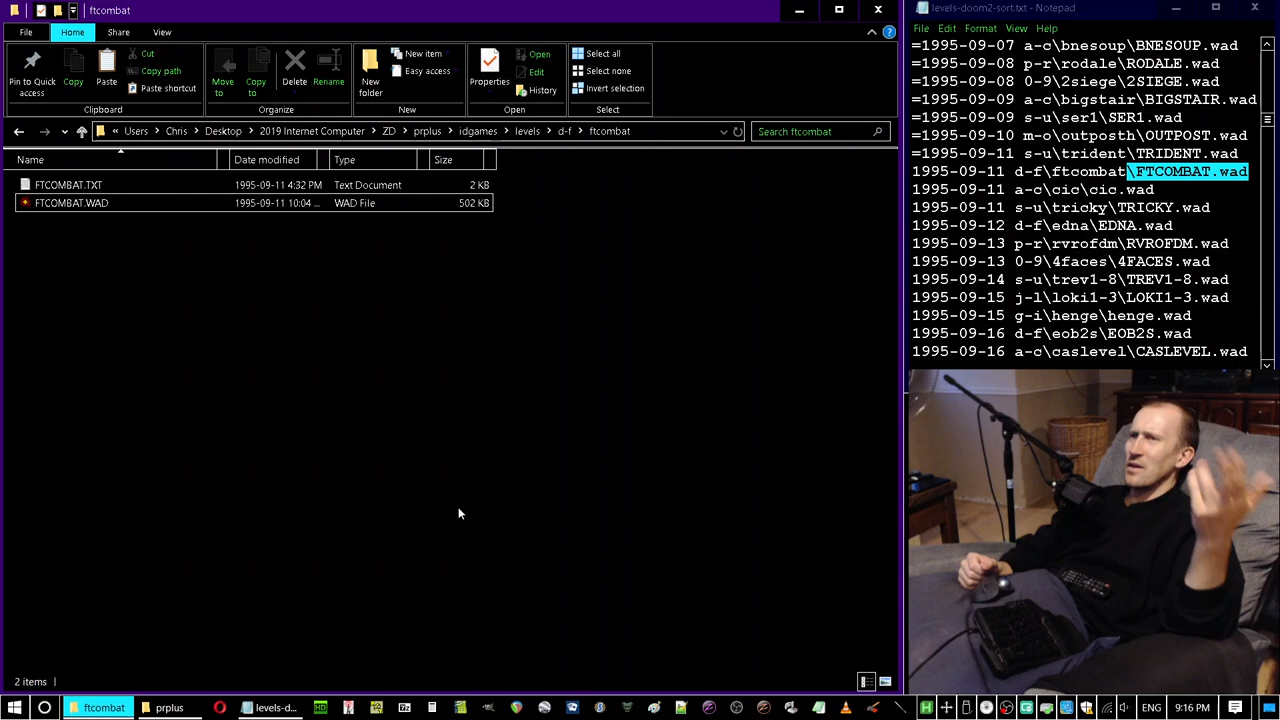 ftcombat
File Home Share View
Pin to Quick access
Copy
Paste
Cut
Copy path
Paste shortcut
Clipboard
Move to
Copy to
Delete
Rename
Organize
New folder
New item
Easy access
New
Properties
Open
Edit
History
Open
Select all
Select none
Invert selection
Select
« Users > Chris > Desktop > 2019 Internet Computer > ZD > prplus > idgames > levels > d-f > ftcombat
Search ftcombat
Name Date modified Type Size
FTCOMBAT.TXT 1995-09-11 4:32 PM Text Document 2 KB
FTCOMBAT.WAD 1995-09-11 10:04 ... WAD File 502 KB
2 items
levels-doom2-sort.txt - Notepad
File Edit Format View Help
=1995-09-07 a-c\bnesoup\BNESOUP.wad
=1995-09-08 p-r\rodale\RODALE.wad
=1995-09-08 0-9\2siege\2SIEGE.wad
=1995-09-09 a-c\bigstair\BIGSTAIR.wad
=1995-09-09 s-u\ser1\SER1.wad
=1995-09-10 m-o\outposth\OUTPOST.wad
=1995-09-11 s-u\trident\TRIDENT.wad
1995-09-11 d-f\ftcombat\FTCOMBAT.wad
1995-09-11 a-c\cic\cic.wad
1995-09-11 s-u\tricky\TRICKY.wad
1995-09-12 d-f\edna\EDNA.wad
1995-09-13 p-r\rvrofdm\RVROFDM.wad
1995-09-13 0-9\4faces\4FACES.wad
1995-09-14 s-u\trev1-8\TREV1-8.wad
1995-09-15 j-l\loki1-3\LOKI1-3.wad
1995-09-15 g-i\henge\henge.wad
1995-09-16 d-f\eob2s\EOB2S.wad
1995-09-16 a-c\caslevel\CASLEVEL.wad
ftcombat prplus levels-d... ENG 9:16 PM